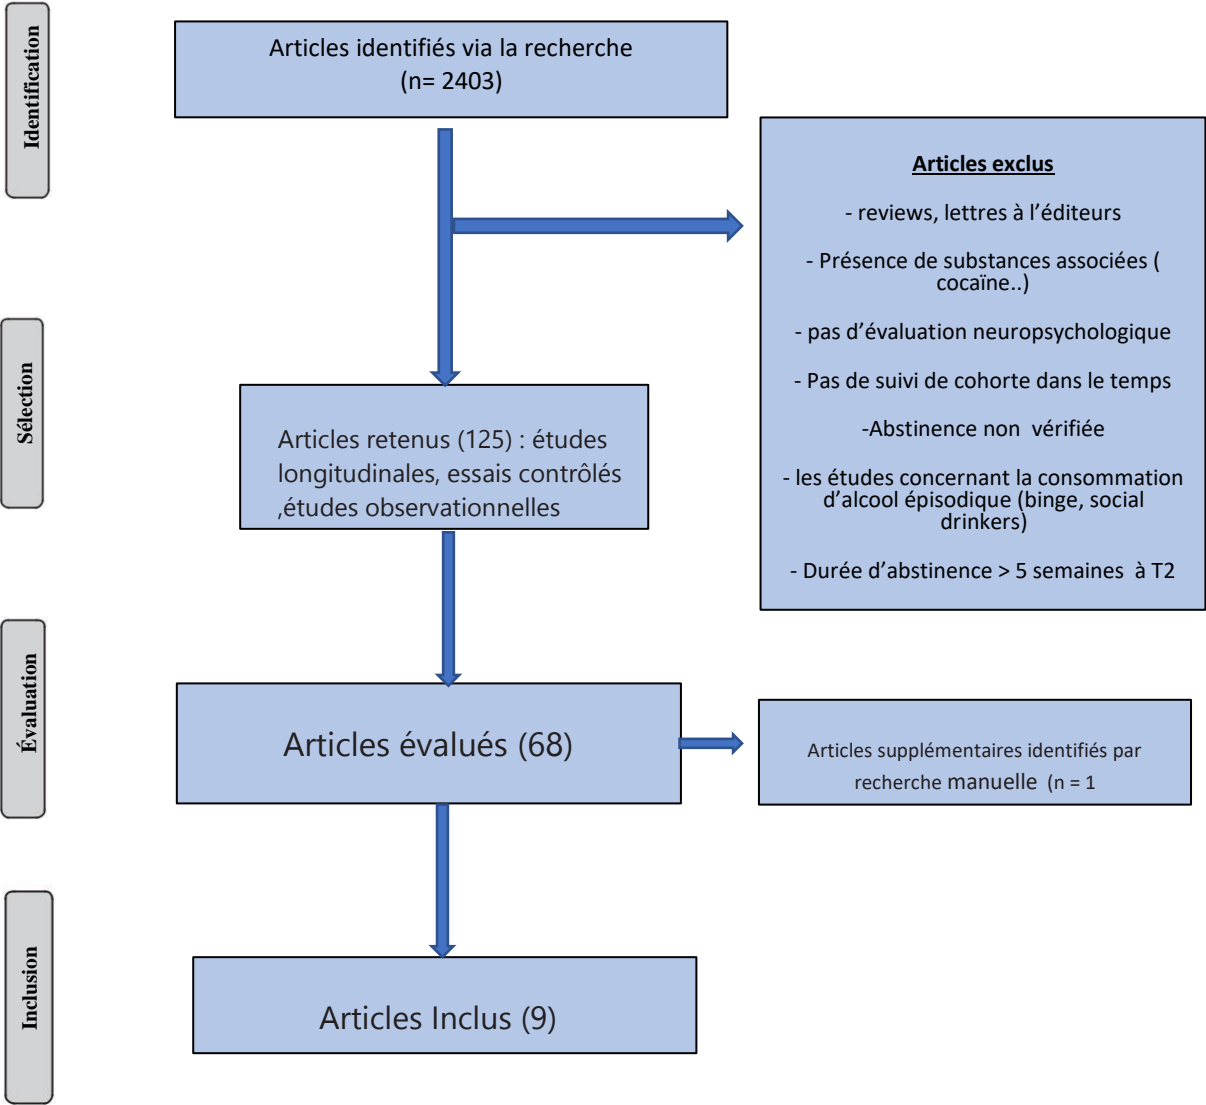 Identification
Articles identifiés via la recherche
(n= 2403)
Articles exclus
- reviews, lettres à l’éditeurs
- Présence de substances associées (
cocaïne..)
- pas d’évaluation neuropsychologique
- Pas de suivi de cohorte dans le temps
-Abstinence non  vérifiée
- les études concernant la consommation
d’alcool épisodique (binge, social
drinkers)
- Durée d’abstinence > 5 semaines  à T2
Sélection
Articles retenus (125) : études
longitudinales, essais contrôlés
,études observationnelles
Évaluation
Articles évalués (68)
Articles supplémentaires identifiés par
recherche manuelle  (n = 1
Inclusion
Articles Inclus (9)